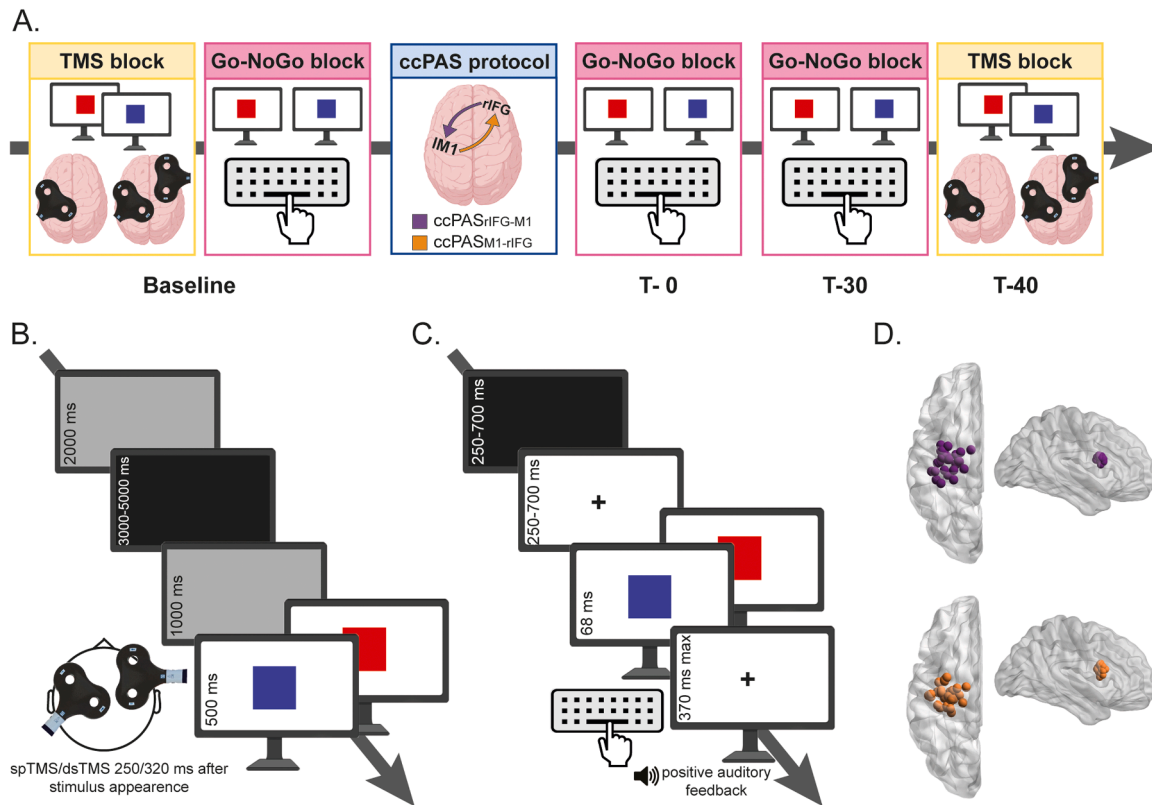 A.
TMS block
Go-NoGo block
ccPAS protocol
Go-NoGo block
Go-NoGo block
TMS block
rIFG
lM1
ccPASrIFG-M1
ccPASM1-rIFG
Baseline
T- 0
T-30
T-40
B.
2000 ms
3000-5000 ms
1000 ms
500 ms
spTMS/dsTMS 250/320 ms after
stimulus appearence
C.
250-700 ms
250-700 ms
+
68 ms
370 ms max
+
positive auditory
feedback
D.